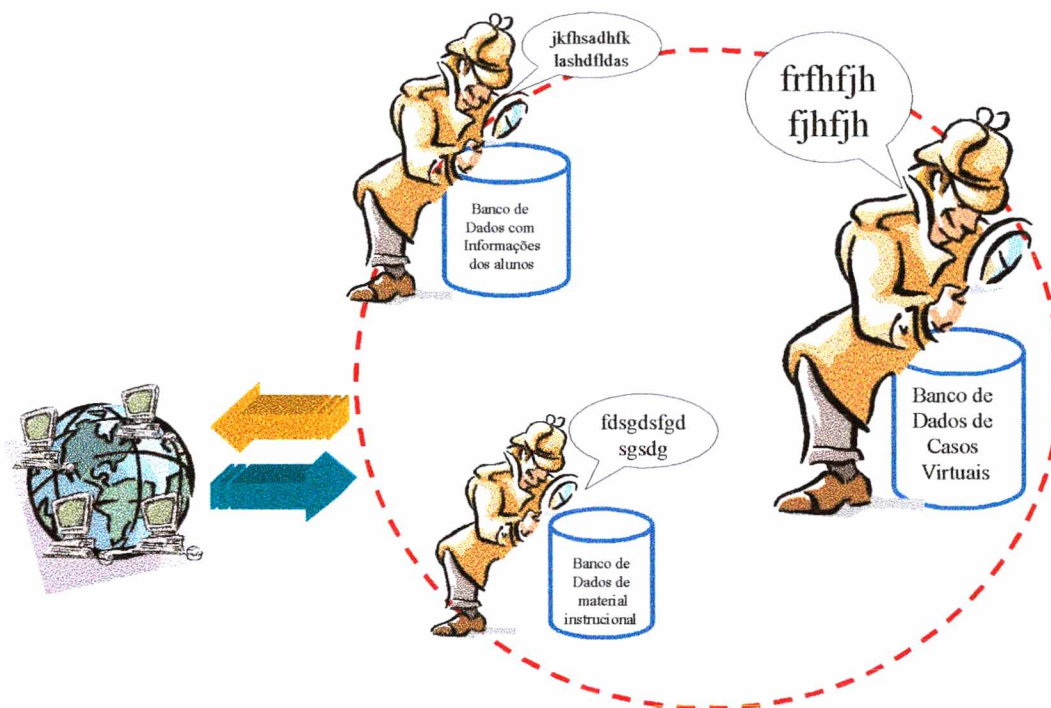 jkfhsadhfk
lashdfldas
frfhfjh
fjhfjh
Banco de
Dados com
Informações
dos alunos
Banco de
Dados de
Casos
Virtuais
fdsgdsfgd
sgsdg
Banco de
Dados de
material
instrucional